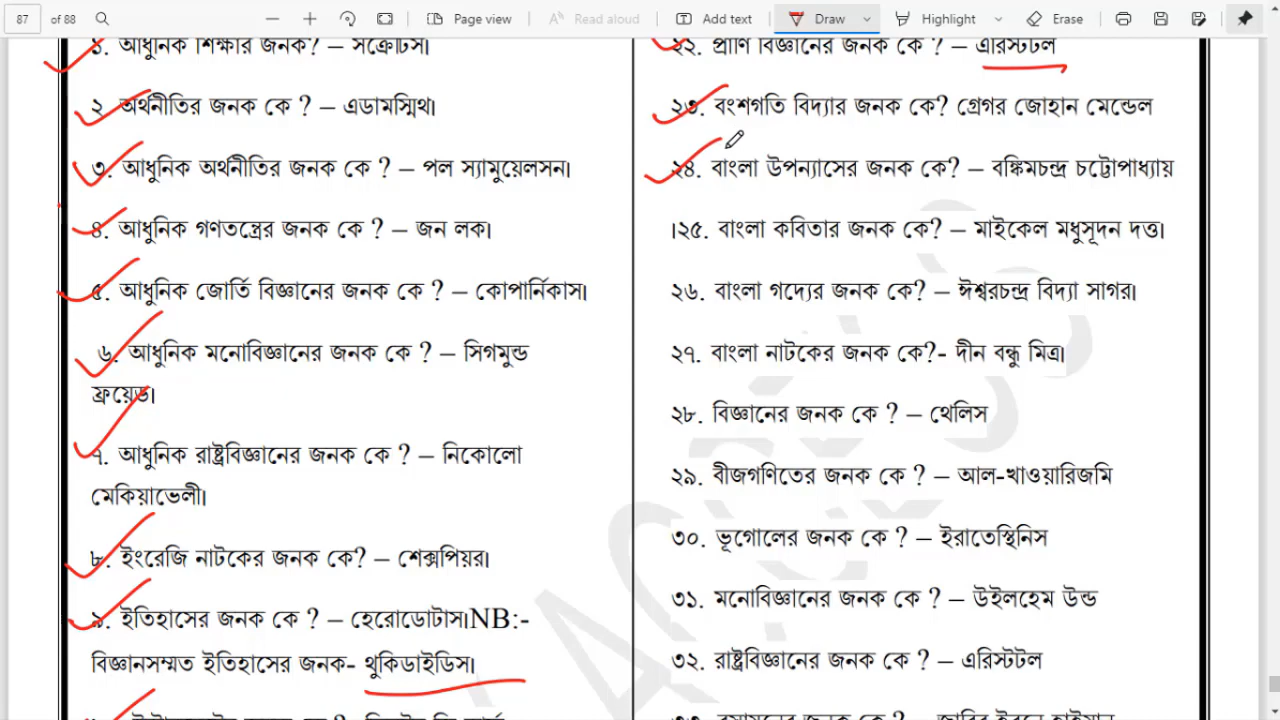 87 of 88
Page view
Read aloud
Add text
Draw
Highlight
Erase
১. আধুনিক শিক্ষার জনক? – সক্রেটিস।
২. অর্থনীতির জনক কে ? – এডামস্মিথ।
৩. আধুনিক অর্থনীতির জনক কে ? – পল স্যামুয়েলসন।
৪. আধুনিক গণতন্ত্রের জনক কে ? – জন লক।
৫. আধুনিক জোর্তি বিজ্ঞানের জনক কে ? – কোপার্নিকাস।
৬. আধুনিক মনোবিজ্ঞানের জনক কে ? – সিগমুন্ড
ফ্রয়েড।
৭. আধুনিক রাষ্ট্রবিজ্ঞানের জনক কে ? – নিকোলো
মেকিয়াভেলী।
৮. ইংরেজি নাটকের জনক কে? – শেক্সপিয়র।
৯. ইতিহাসের জনক কে ? – হেরোডোটাস।NB:-
বিজ্ঞানসম্মত ইতিহাসের জনক- থুকিডাইডিস।
২২. প্রাণি বিজ্ঞানের জনক কে ? – এরিস্টটল
২৩. বংশগতি বিদ্যার জনক কে? গ্রেগর জোহান মেন্ডেল
২৪. বাংলা উপন্যাসের জনক কে? – বঙ্কিমচন্দ্র চট্টোপাধ্যায়
।২৫. বাংলা কবিতার জনক কে? – মাইকেল মধুসূদন দত্ত।
২৬. বাংলা গদ্যের জনক কে? – ঈশ্বরচন্দ্র বিদ্যা সাগর।
২৭. বাংলা নাটকের জনক কে?- দীন বন্ধু মিত্র।
২৮. বিজ্ঞানের জনক কে ? – থেলিস
২৯. বীজগণিতের জনক কে ? – আল-খাওয়ারিজমি
৩০. ভূগোলের জনক কে ? – ইরাতেস্থিনিস
৩১. মনোবিজ্ঞানের জনক কে ? – উইলহেম উন্ড
৩২. রাষ্ট্রবিজ্ঞানের জনক কে ? – এরিস্টটল